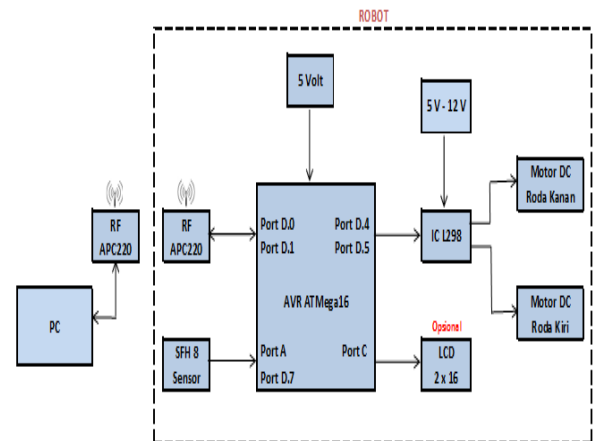 ROBOT
5 Volt
5 V - 12 V
Motor DC
Roda Kanan
RF
APC220
RF
APC220
Port D.0
Port D.1
Port D.4
Port D.5
IC L298
AVR ATMega16
PC
Motor DC
Roda Kiri
Opsional
SFH 8
Sensor
Port A
Port D.7
Port C
LCD
2 x 16